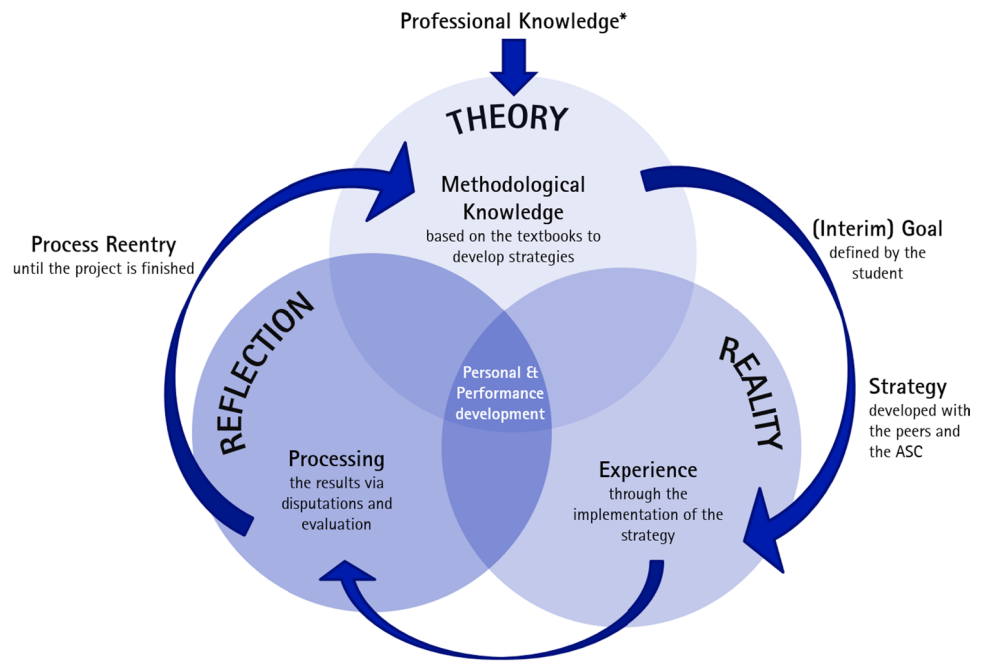 Professional Knowledge*
THEORY
Methodological
Knowledge
based on the textbooks to
develop strategies
(Interim) Goal
defined by the
student
Process Reentry
until the project is finished
REFLECTION
REALITY
Personal &
Performance
development
Strategy
developed with
the peers and
the ASC
Processing
the results via
disputations and
evaluation
Experience
through the
implementation of the
strategy